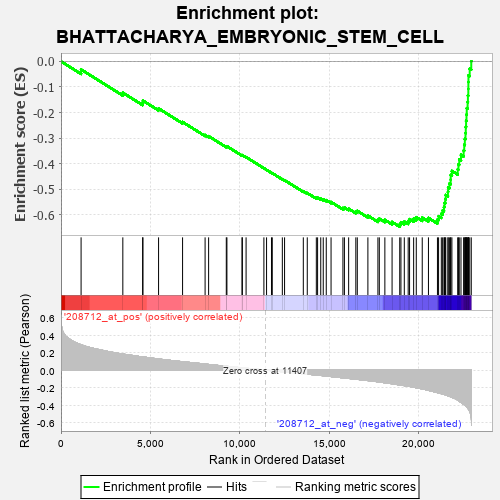 Enrichment plot:
BHATTACHARYA_EMBRYONIC_STEM_CELL
Enrichment score (ES)
0.0
-0.1
-0.2
-0.3
-0.4
-0.5
-0.6
Ranked list metric (Pearson)
0.6
0.4
0.2
0.0
-0.2
-0.4
-0.6
'208712_at_pos' (positively correlated)
Zero cross at 11407
'208712_at_neg' (negatively correlated)
0
5,000
10,000
15,000
20,000
Rank in Ordered Dataset
Enrichment profile
Hits
Ranking metric scores